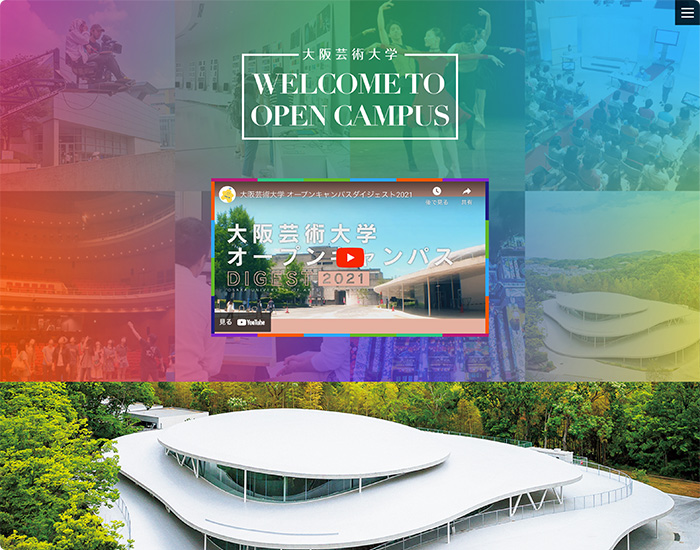 大阪芸術大学
WELCOME TO
OPEN CAMPUS
大阪芸術大学 オープンキャンパスダイジェスト2021
後で見る 共有
大阪芸術大学
オープンキャンパス
DIGEST 2021
見る YouTube